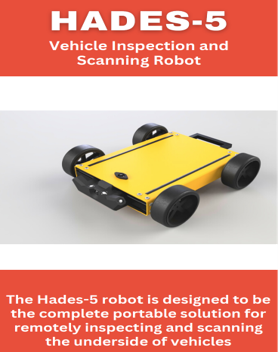 HADES-5
Vehicle Inspection and
Scanning Robot
The Hades-5 robot is designed to be
the complete portable solution for
remotely inspecting and scanning
the underside of vehicles